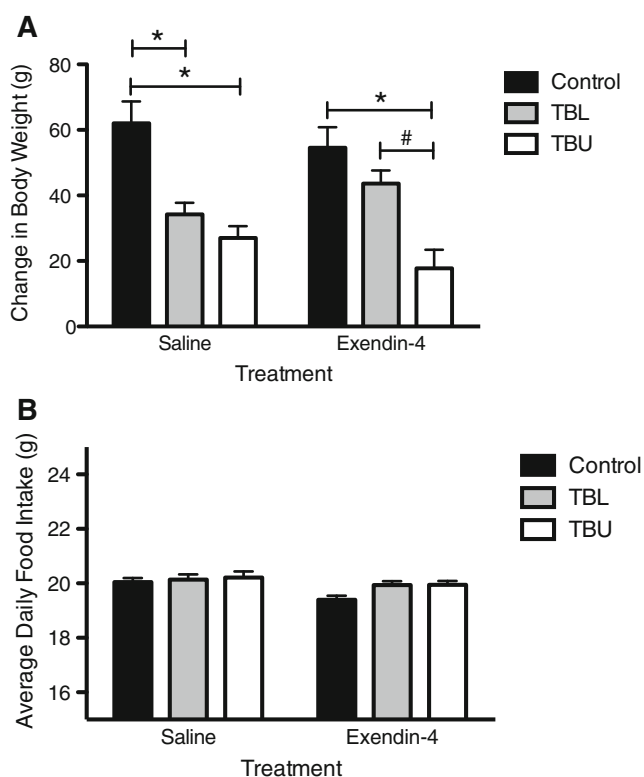 A
*
*
*
#
Change in Body Weight (g)
80
60
40
20
0
Saline
Exendin-4
Treatment
Control
TBL
TBU
B
Average Daily Food Intake (g)
24
22
20
18
16
Saline
Exendin-4
Treatment
Control
TBL
TBU